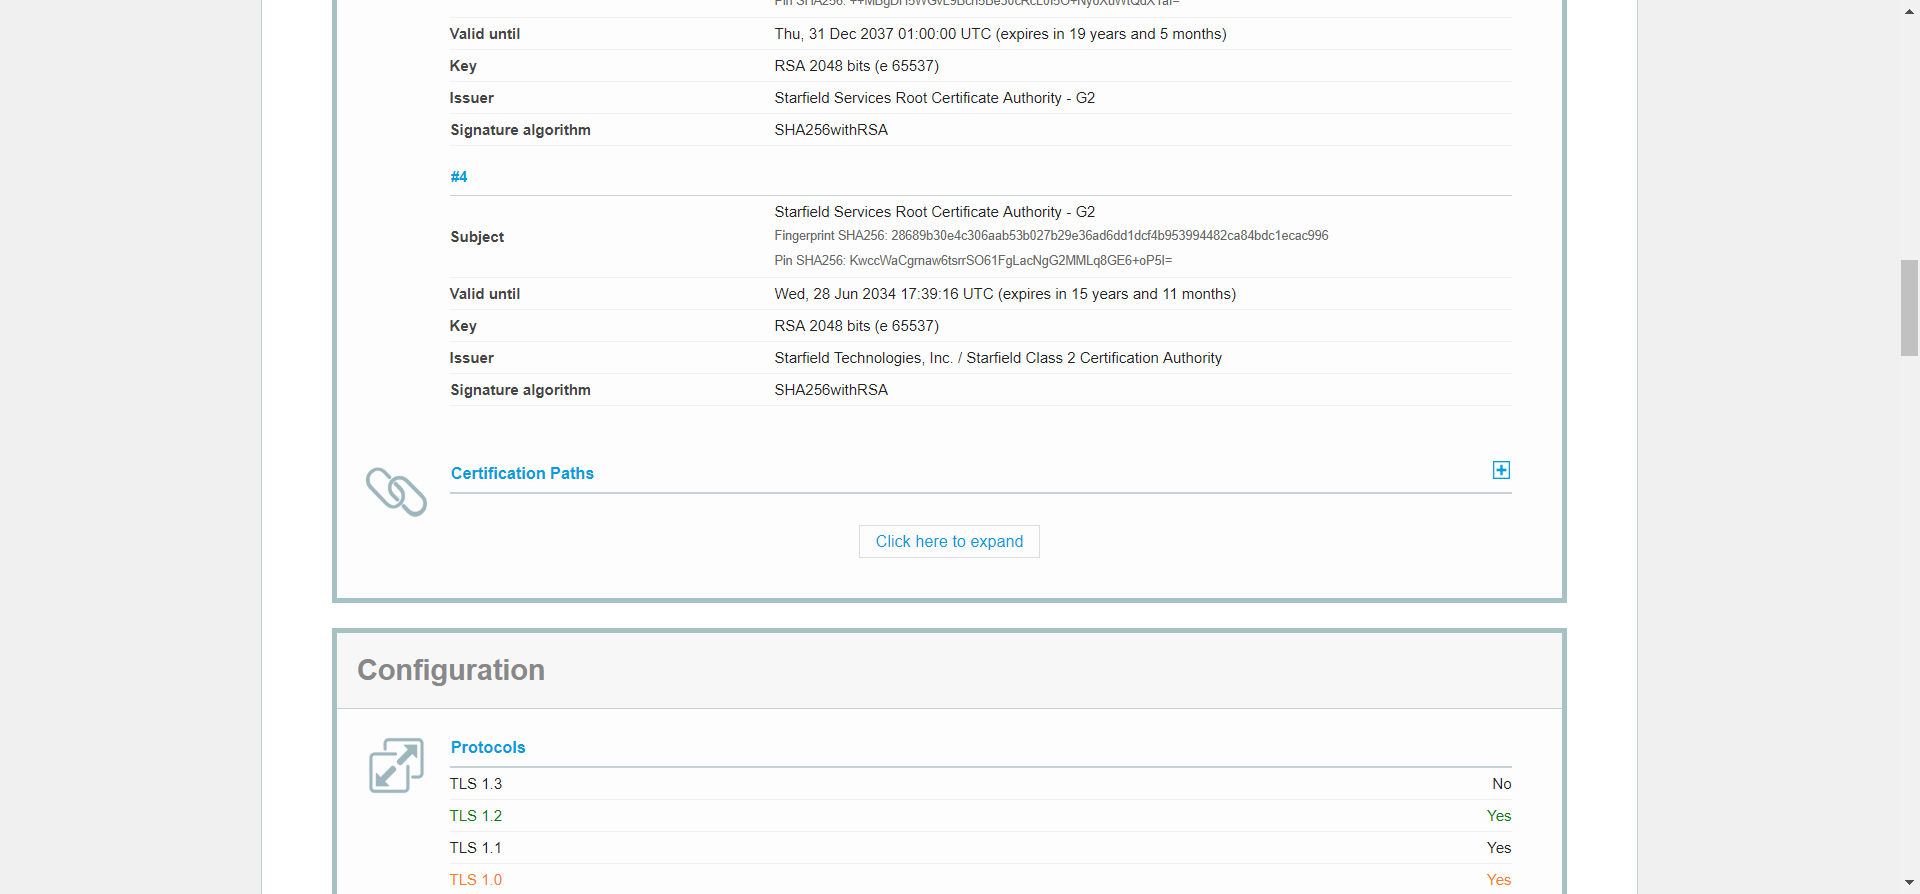 Valid until Thu, 31 Dec 2037 01:00:00 UTC (expires in 19 years and 5 months)
Key RSA 2048 bits (e 65537)
Issuer Starfield Services Root Certificate Authority - G2
Signature algorithm SHA256withRSA
#4
Starfield Services Root Certificate Authority - G2
Subject Fingerprint SHA256: 28689b30e4c306aab53b027b29e36ad6dd1dcf4b953994482ca84bdc1ecac996
Pin SHA256: KwccWaCgrnaw6tsrrSO61FgLacNgG2MMLq8GE6+oP5I=
Valid until Wed, 28 Jun 2034 17:39:16 UTC (expires in 15 years and 11 months)
Key RSA 2048 bits (e 65537)
Issuer Starfield Technologies, Inc. / Starfield Class 2 Certification Authority
Signature algorithm SHA256withRSA
Certification Paths
Click here to expand
Configuration
Protocols
TLS 1.3 No
TLS 1.2 Yes
TLS 1.1 Yes
TLS 1.0 Yes